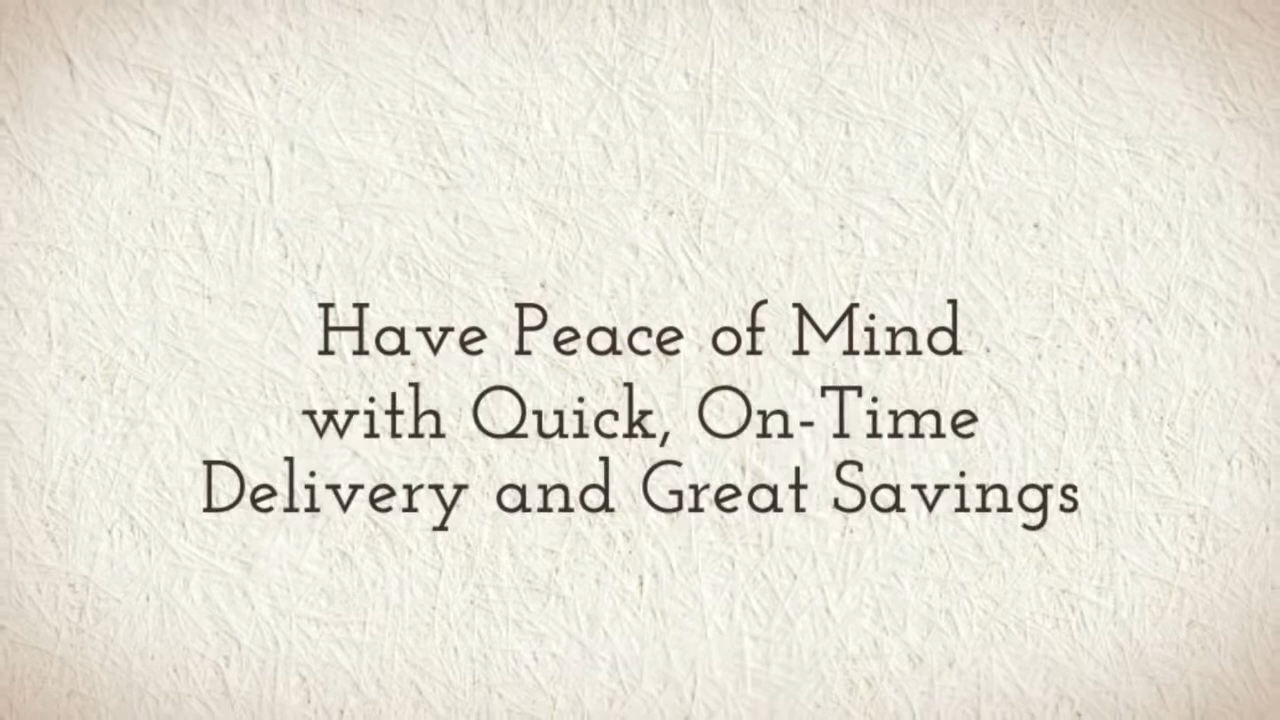 Have Peace of Mind
with Quick, On-Time
Delivery and Great Savings